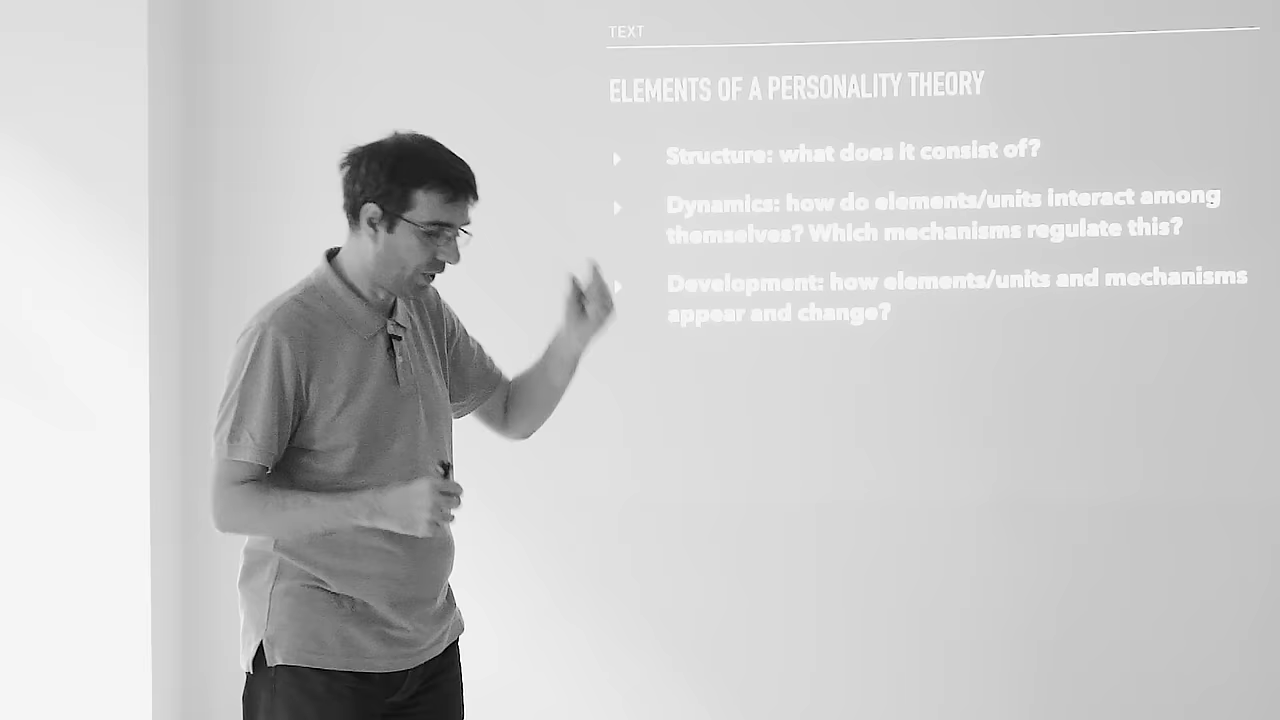 TEXT
ELEMENTS OF A PERSONALITY THEORY
Structure: what does it consist of?
Dynamics: how do elements/units interact among
themselves? Which mechanisms regulate this?
Development: how elements/units and mechanisms
appear and change?